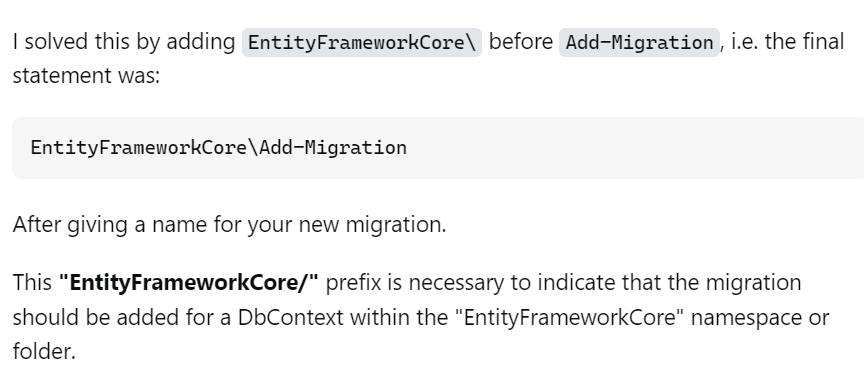 I solved this by adding EntityFrameworkCore\ before Add-Migration, i.e. the final
statement was:
EntityFrameworkCore\Add-Migration
After giving a name for your new migration.
This "EntityFrameworkCore/" prefix is necessary to indicate that the migration
should be added for a DbContext within the "EntityFrameworkCore" namespace or
folder.